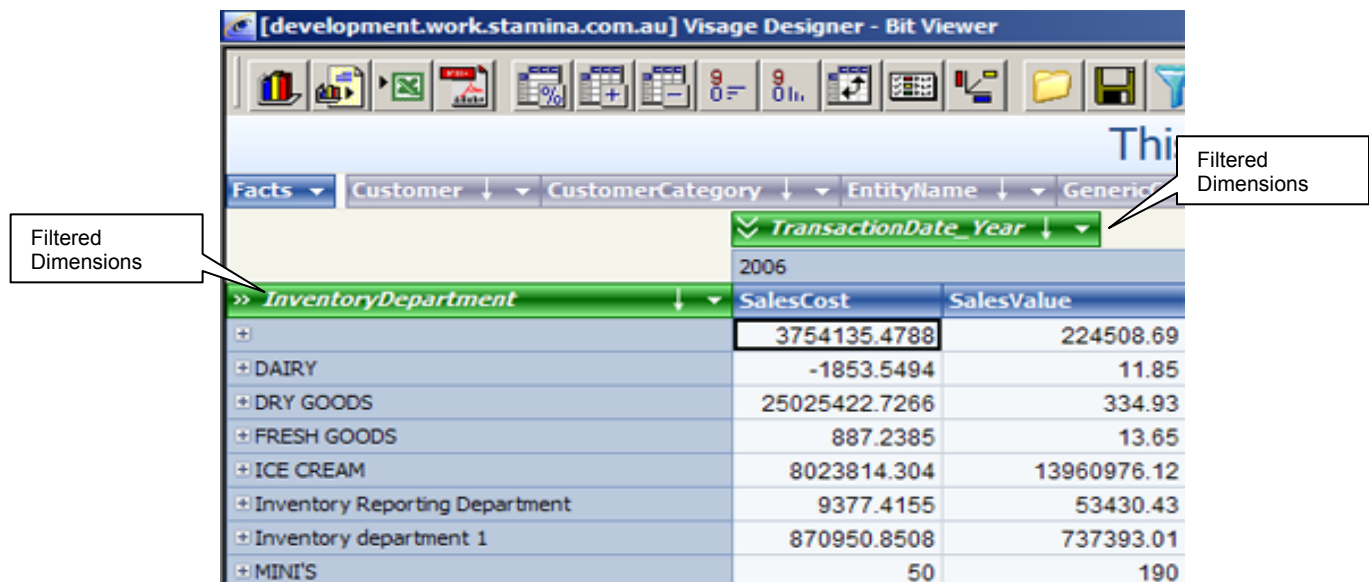 [development.work.stamina.com.au] Visage Designer - Bit Viewer
This
Filtered
Dimensions
Facts Customer CustomerCategory EntityName
TransactionDate_Year
Filtered
Dimensions
2006
InventoryDepartment SalesCost SalesValue
3754135.4788 224508.69
DAIRY -1853.5494 11.85
DRY GOODS 25025422.7266 334.93
FRESH GOODS 887.2385 13.65
ICE CREAM 8023814.304 13960976.12
Inventory Reporting Department 9377.4155 53430.43
Inventory department 1 870950.8508 737393.01
MINI'S 50 190